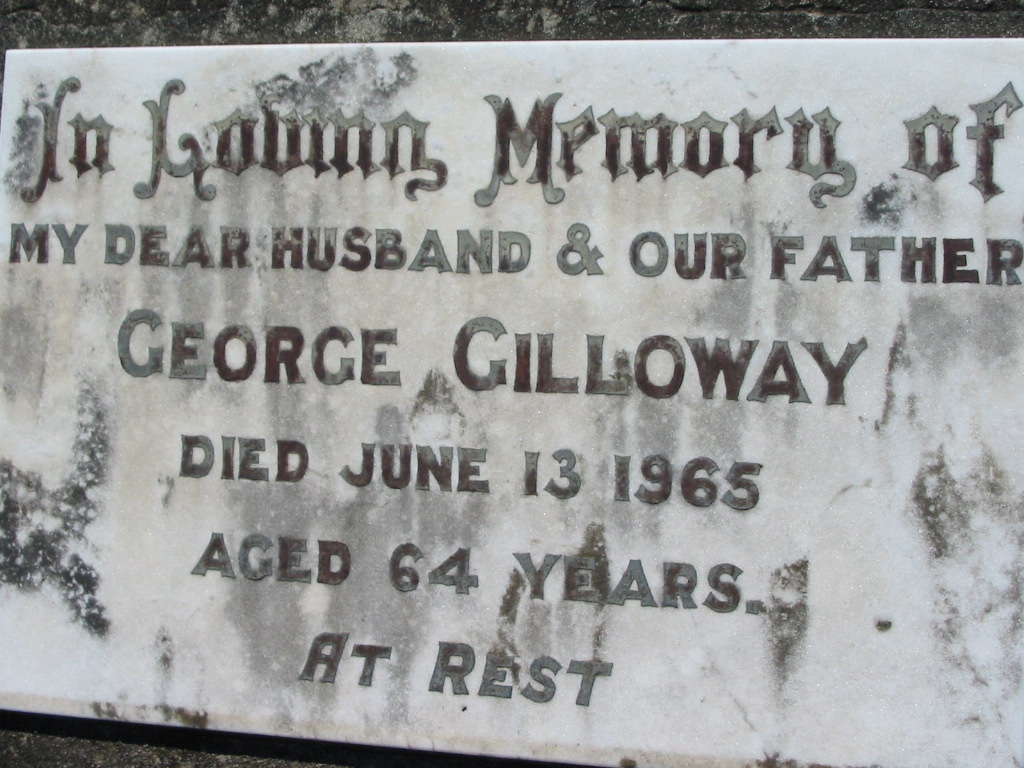 In Loving Memory of
MY DEAR HUSBAND & OUR FATHER
GEORGE GILLOWAY
DIED JUNE 13 1965
AGED 64 YEARS.
AT REST